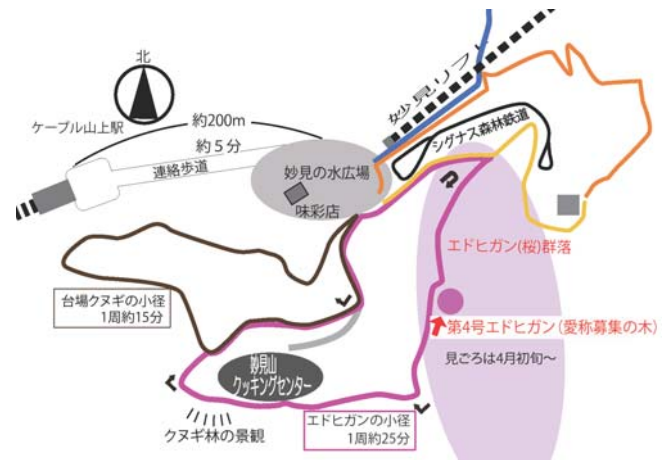 北
ケーブル山上駅
約200m
約5分
連絡歩道
妙見リフト
シグナス森林鉄道
妙見の水広場
味彩店
エドヒガン(桜)群落
台場クヌギの小径
1周約15分
第4号エドヒガン（愛称募集の木）
見ごろは4月初旬～
妙見山
クッキングセンター
クヌギ林の景観
エドヒガンの小径
1周約25分